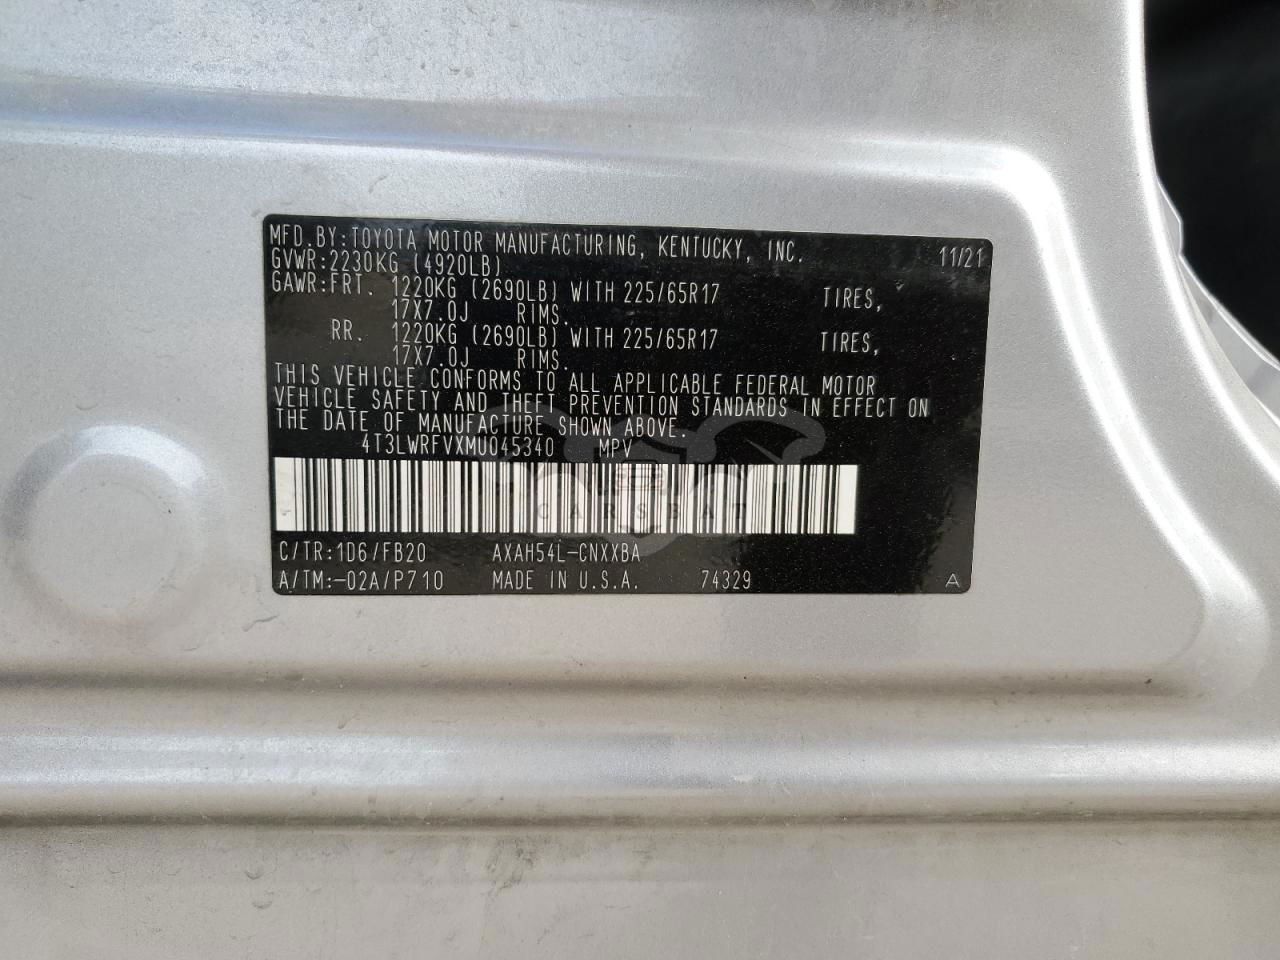 MFD.BY:TOYOTA MOTOR MANUFACTURING, KENTUCKY, INC. 11/21
GVWR:2230KG (4920LB)
GAWR:FRT. 1220KG (2690LB) WITH 225/65R17 TIRES,
17X7.0J RIMS.
RR. 1220KG (2690LB) WITH 225/65R17 TIRES,
17X7.0J RIMS.
THIS VEHICLE CONFORMS TO ALL APPLICABLE FEDERAL MOTOR
VEHICLE SAFETY AND THEFT PREVENTION STANDARDS IN EFFECT ON
THE DATE OF MANUFACTURE SHOWN ABOVE.
4T3LWRFVXMU045340 MPV
CARSBAT
C/TR:1D6/FB20 AXAH54L-CNXXBA
A/TM:-02A/P710 MADE IN U.S.A. 74329 A